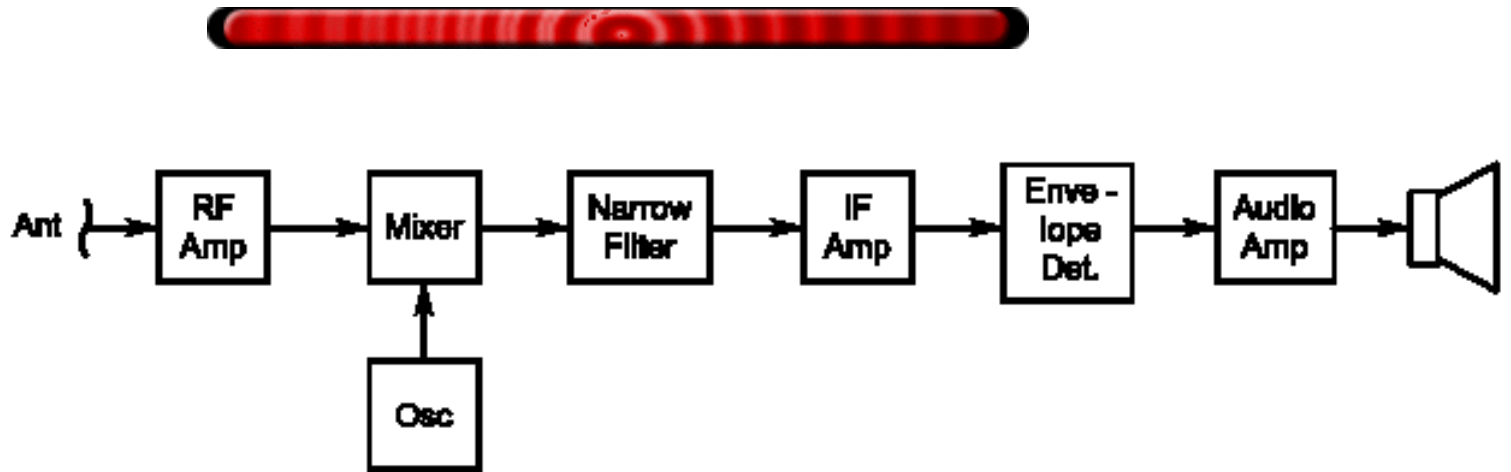 Ant
RF
Amp
Mixer
Narrow
Filter
IF
Amp
Enve -
lope
Det.
Audio
Amp
Osc